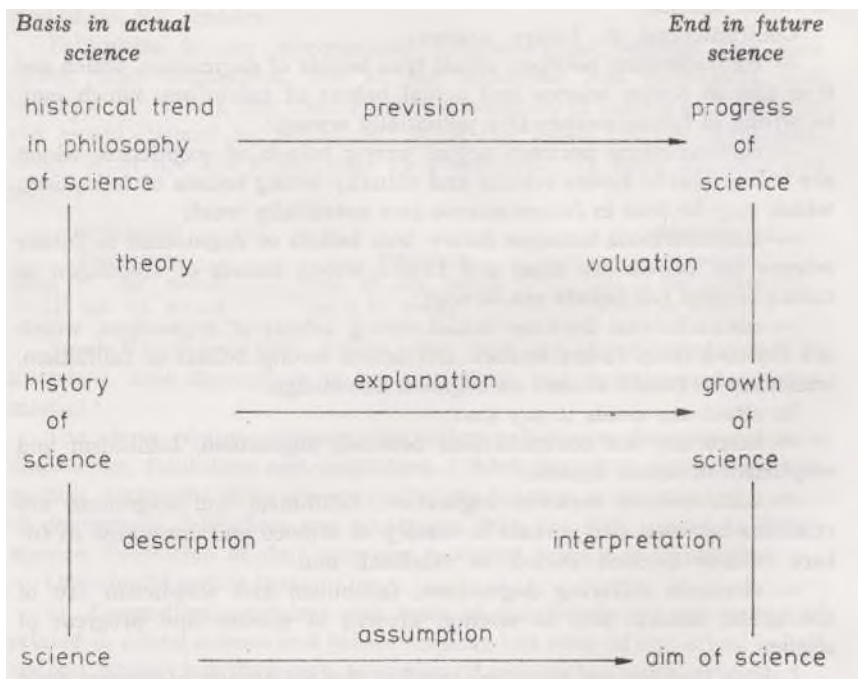 Basis in actual
science
End in future
science
historical trend
in philosophy
of science
prevision
progress
of
science
theory
valuation
history
of
science
explanation
growth
of
science
description
interpretation
science
assumption
aim of science